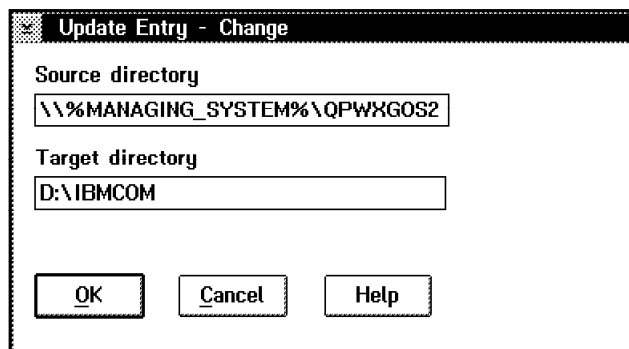 Update Entry - Change
Source directory
\\%MANAGING_SYSTEM%\QPWXGOS2
Target directory
D:\IBMCOM
OK Cancel Help